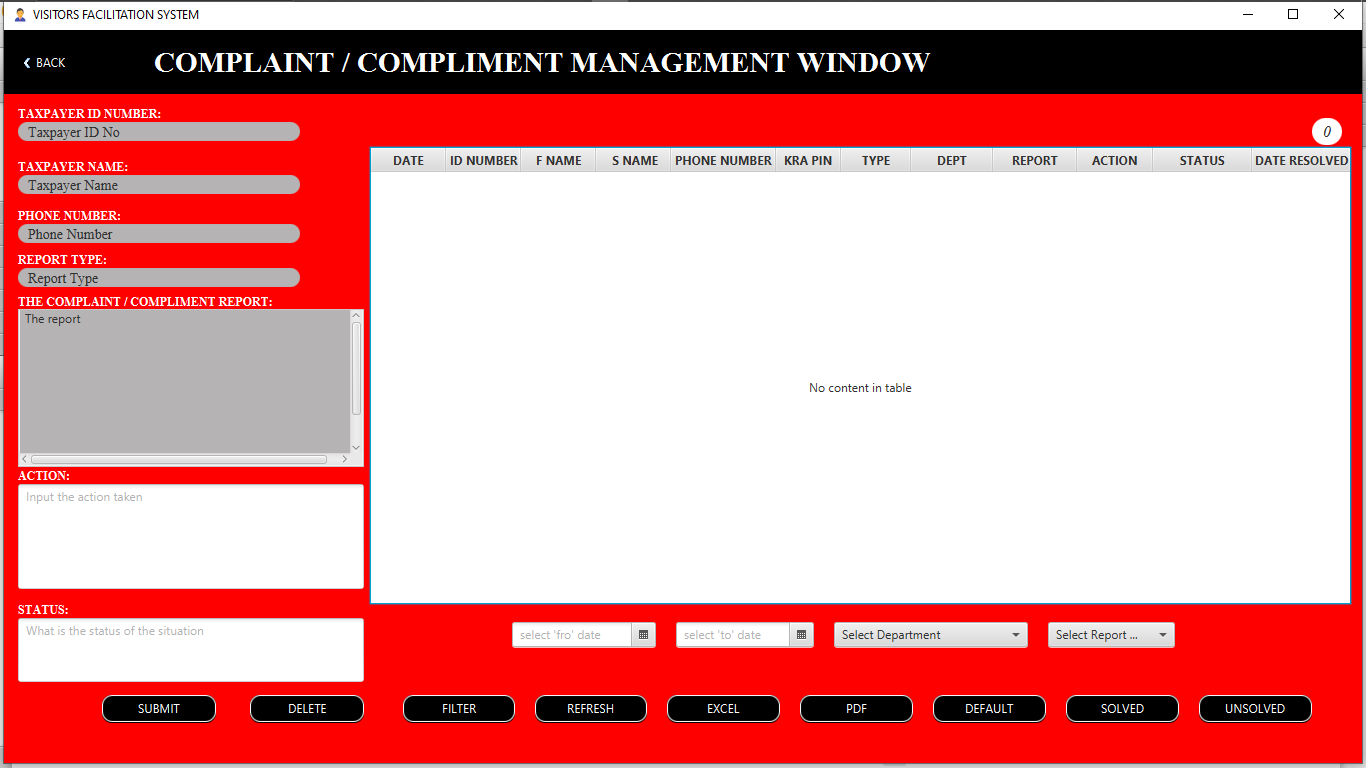 VISITORS FACILITATION SYSTEM
BACK
COMPLAINT / COMPLIMENT MANAGEMENT WINDOW
TAXPAYER ID NUMBER:
Taxpayer ID No
TAXPAYER NAME:
Taxpayer Name
PHONE NUMBER:
Phone Number
REPORT TYPE:
Report Type
THE COMPLAINT / COMPLIMENT REPORT:
The report
ACTION:
Input the action taken
STATUS:
What is the status of the situation
0
DATE ID NUMBER F NAME S NAME PHONE NUMBER KRA PIN TYPE DEPT REPORT ACTION STATUS DATE RESOLVED
No content in table
select 'fro' date select 'to' date Select Department Select Report ...
SUBMIT DELETE FILTER REFRESH EXCEL PDF DEFAULT SOLVED UNSOLVED